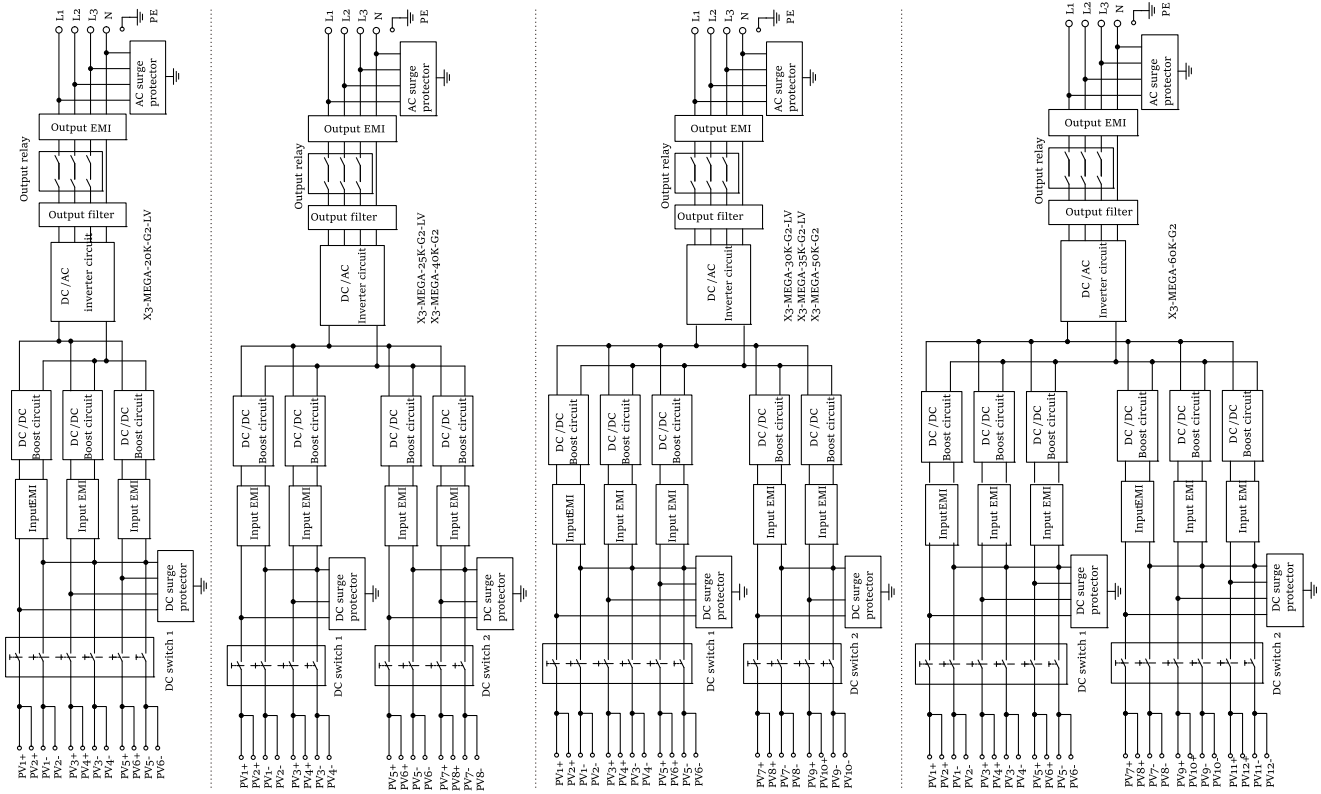 L1
L2
L3
N
PE
AC surge
protector
Output EMI
Output relay
Output filter
DC /AC
inverter circuit
X3-MEGA-20K-G2-LV
DC /DC
Boost circuit
DC /DC
Boost circuit
DC /DC
Boost circuit
InputEMI
Input EMI
Input EMI
DC surge
protector
DC switch 1
PV1+
PV2+
PV1-
PV2-
PV3+
PV4+
PV3-
PV4-
PV5+
PV6+
PV5-
PV6-
L1
L2
L3
N
PE
AC surge
protector
Output EMI
Output relay
Output filter
DC /AC
Inverter circuit
X3-MEGA-25K-G2-LV
X3-MEGA-40K-G2
DC /DC
Boost circuit
DC /DC
Boost circuit
DC /DC
Boost circuit
DC /DC
Boost circuit
Input EMI
Input EMI
Input EMI
Input EMI
DC surge
protector
DC surge
protector
DC switch 1
DC switch 2
PV1+
PV2+
PV1-
PV2-
PV3+
PV4+
PV3-
PV4-
PV5+
PV6+
PV5-
PV6-
PV7+
PV8+
PV7-
PV8-
L1
L2
L3
N
PE
AC surge
protector
Output EMI
Output relay
Output filter
DC /AC
Inverter circuit
X3-MEGA-30K-G2-LV
X3-MEGA-35K-G2-LV
X3-MEGA-50K-G2
DC /DC
Boost circuit
DC /DC
Boost circuit
DC /DC
Boost circuit
DC /DC
Boost circuit
DC /DC
Boost circuit
InputEMI
Input EMI
Input EMI
Input EMI
Input EMI
DC surge
protector
DC surge
protector
DC switch 1
DC switch 2
PV1+
PV2+
PV1-
PV2-
PV3+
PV4+
PV3-
PV4-
PV5+
PV6+
PV5-
PV6-
PV7+
PV8+
PV7-
PV8-
PV9+
PV10+
PV9-
PV10-
L1
L2
L3
N
PE
AC surge
protector
Output EMI
Output relay
Output filter
DC /AC
Inverter circuit
X3-MEGA-60K-G2
DC /DC
Boost circuit
DC /DC
Boost circuit
DC /DC
Boost circuit
DC /DC
Boost circuit
DC /DC
Boost circuit
DC /DC
Boost circuit
InputEMI
Input EMI
Input EMI
InputEMI
Input EMI
Input EMI
DC surge
protector
DC surge
protector
DC switch 1
DC switch 2
PV1+
PV2+
PV1-
PV2-
PV3+
PV4+
PV3-
PV4-
PV5+
PV6+
PV5-
PV6-
PV7+
PV8+
PV7-
PV8-
PV9+
PV10+
PV9-
PV10-
PV11+
PV12+
PV11-
PV12-